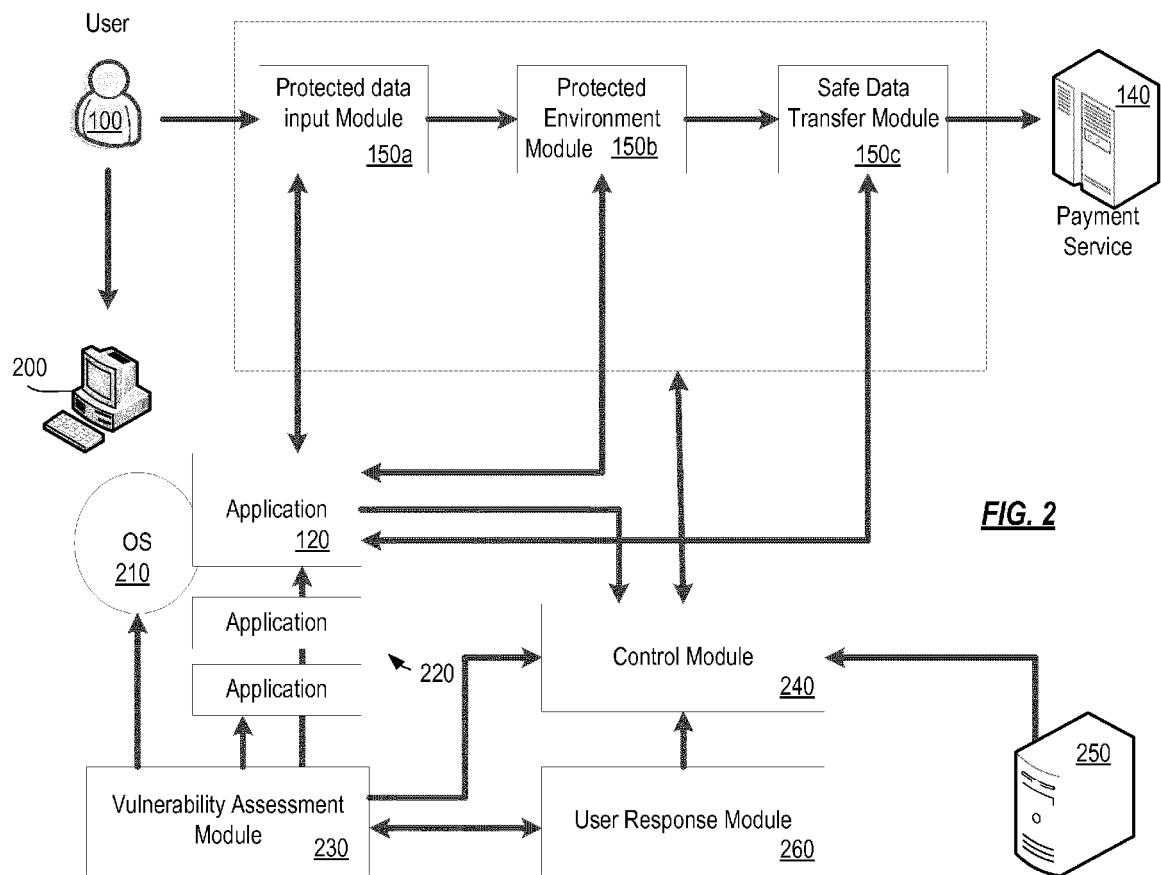 User
100
Protected data
input Module
150a
Protected
Environment
Module 150b
Safe Data
Transfer Module
150c
140
Payment
Service
200
OS
210
Application
120
Application
Application
220
FIG. 2
Control Module
240
250
Vulnerability Assessment
Module
230
User Response Module
260